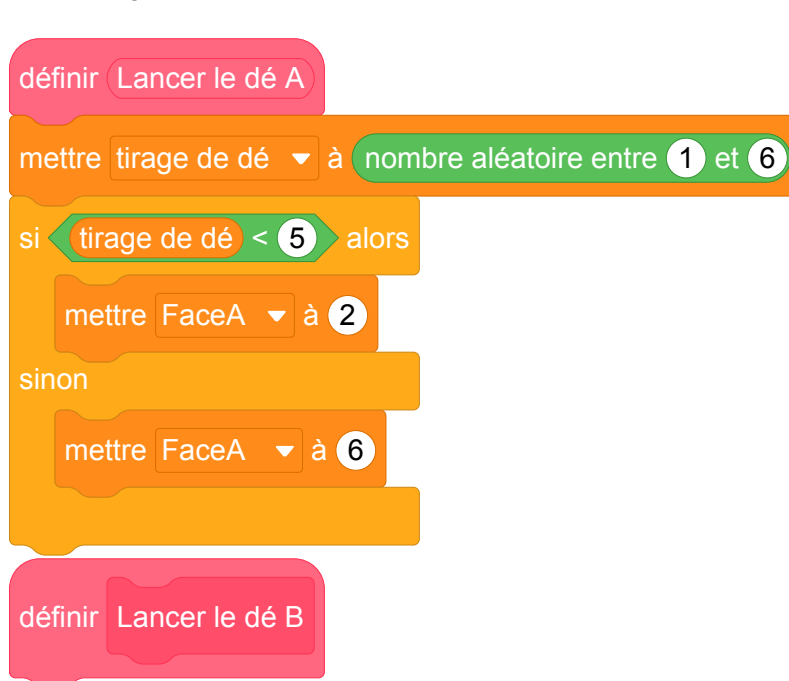 définir Lancer le dé A
mettre tirage de dé à nombre aléatoire entre 1 et 6
si tirage de dé < 5 alors
mettre FaceA à 2
sinon
mettre FaceA à 6
définir Lancer le dé B